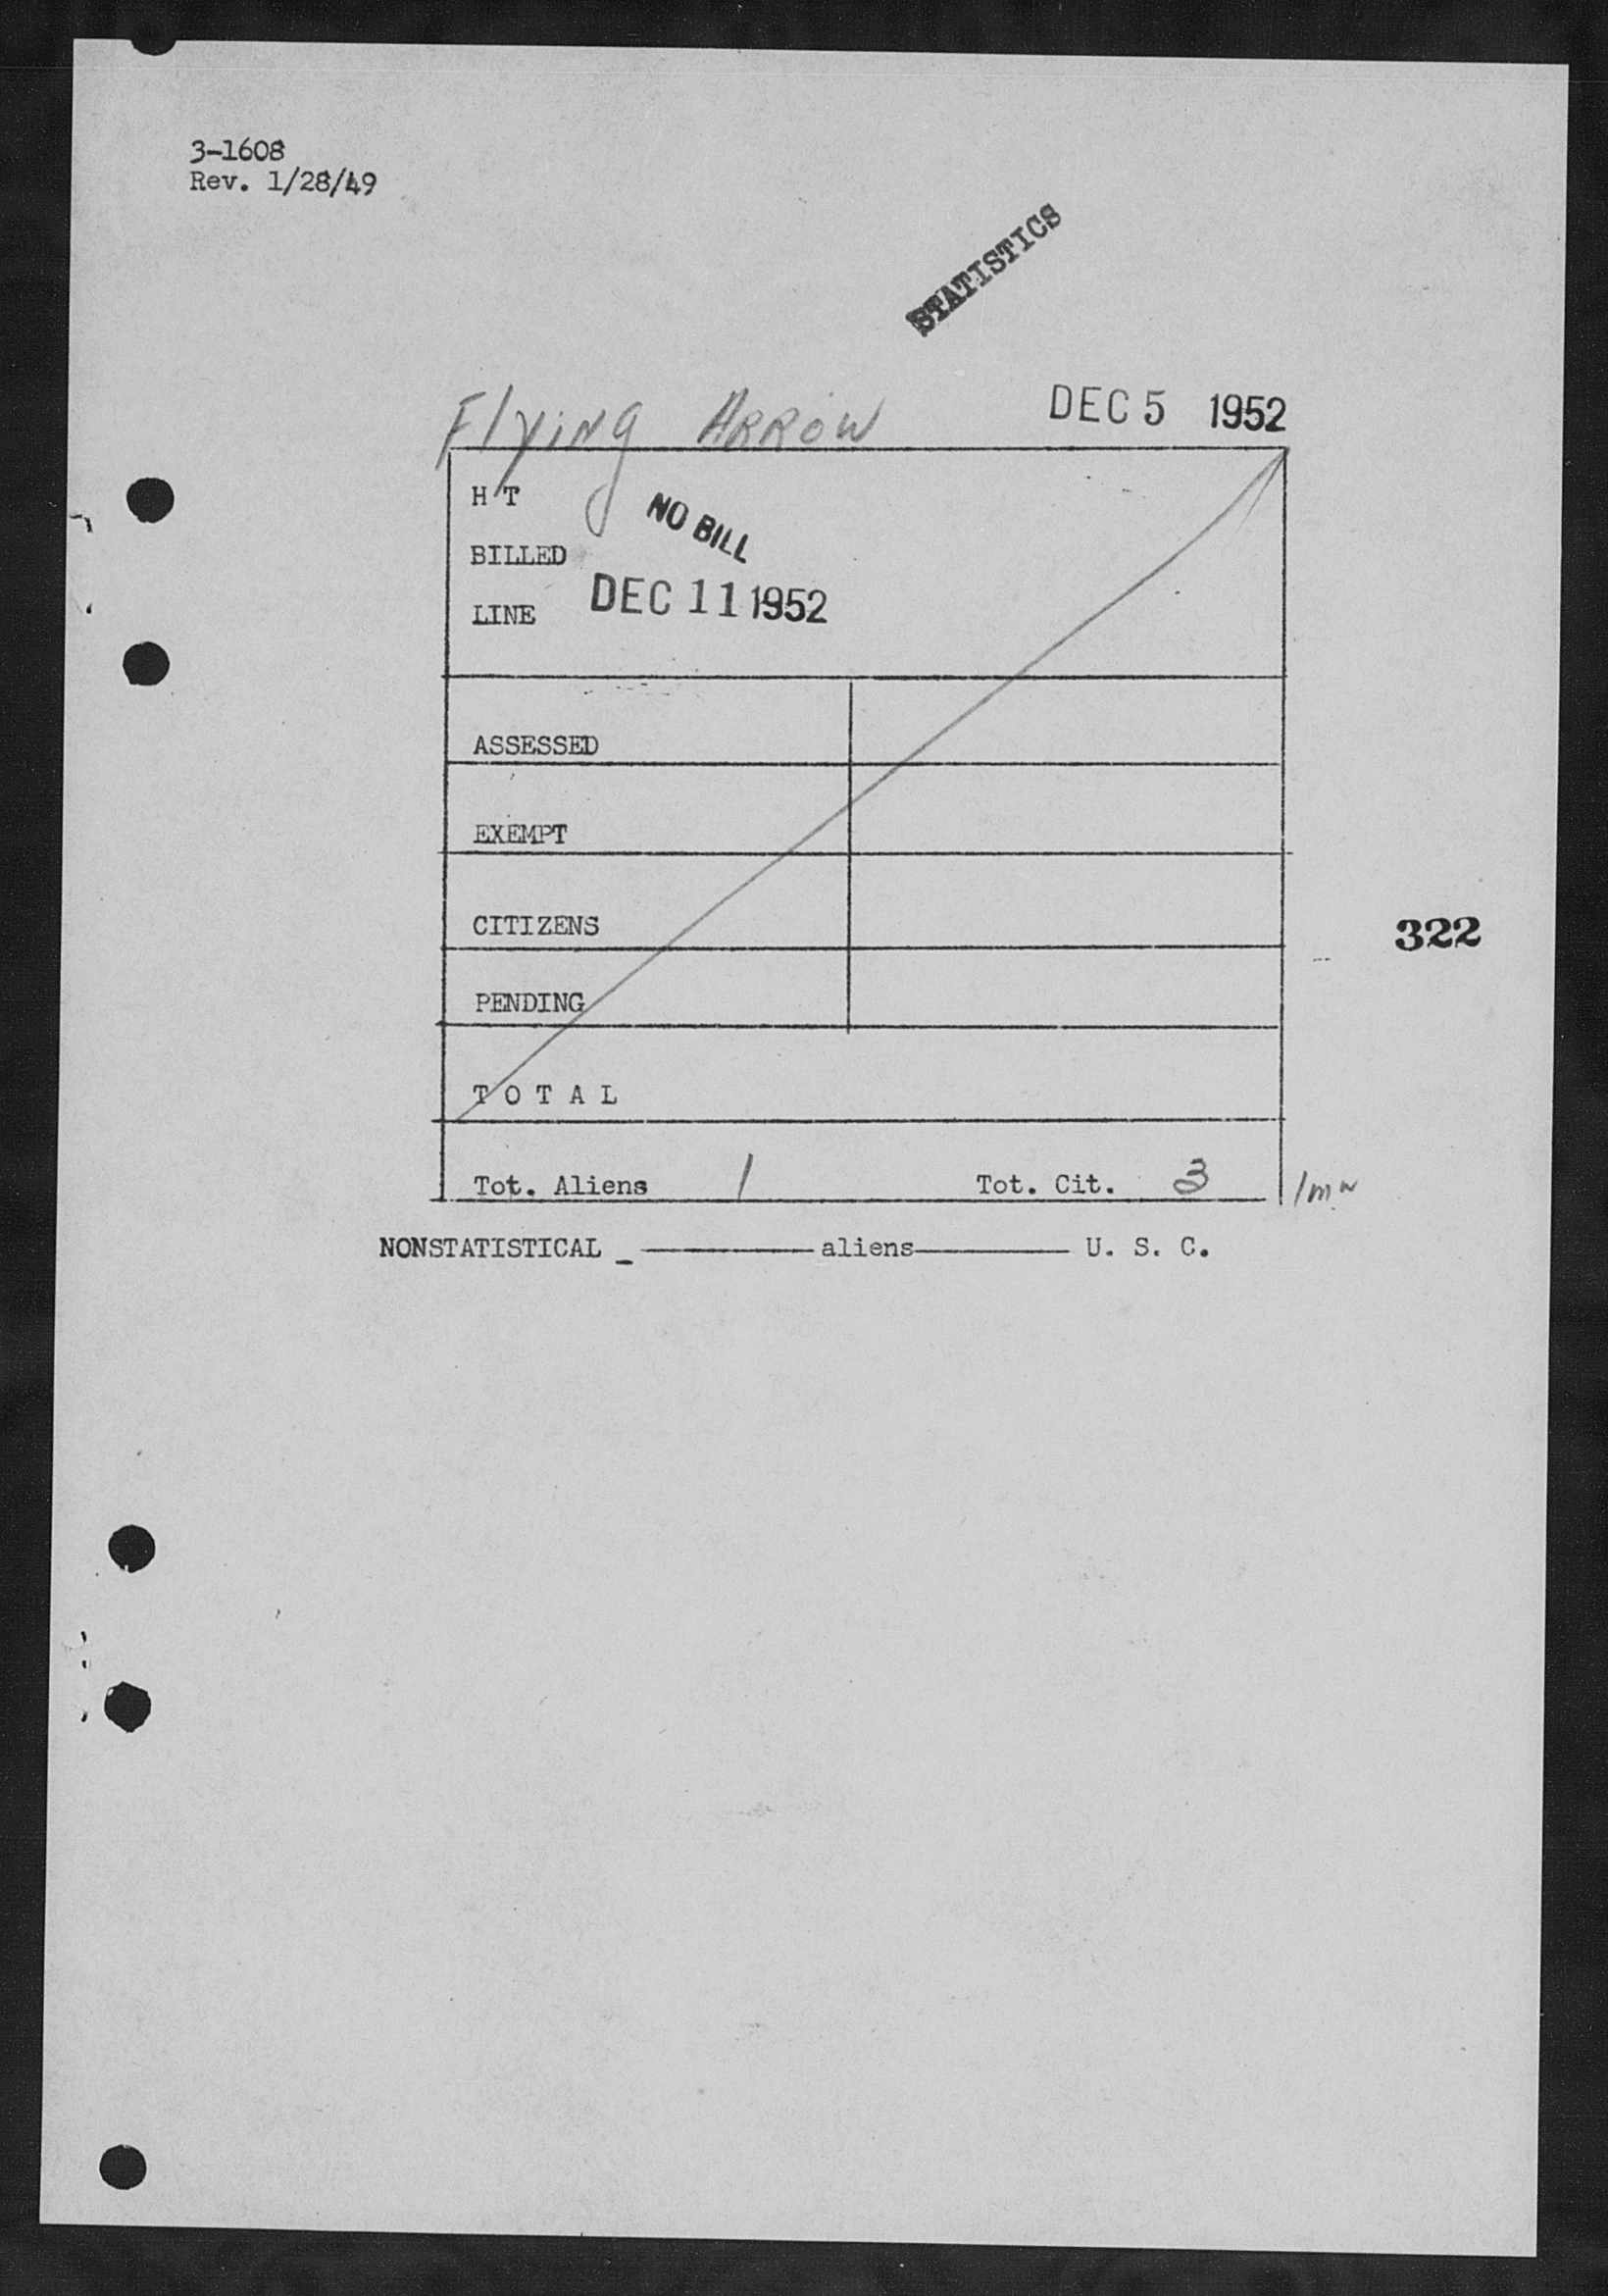 3-1608
Rev. 1/28/49
STATISTICS
Flying Arrow DEC 5 1952
H T
NO BILL
BILLED
LINE DEC 11 1952
ASSESSED
EXEMPT
CITIZENS
322
PENDING
T O T A L
Tot. Aliens 1 Tot. Cit. 3
NONSTATISTICAL _ aliens U. S. C.